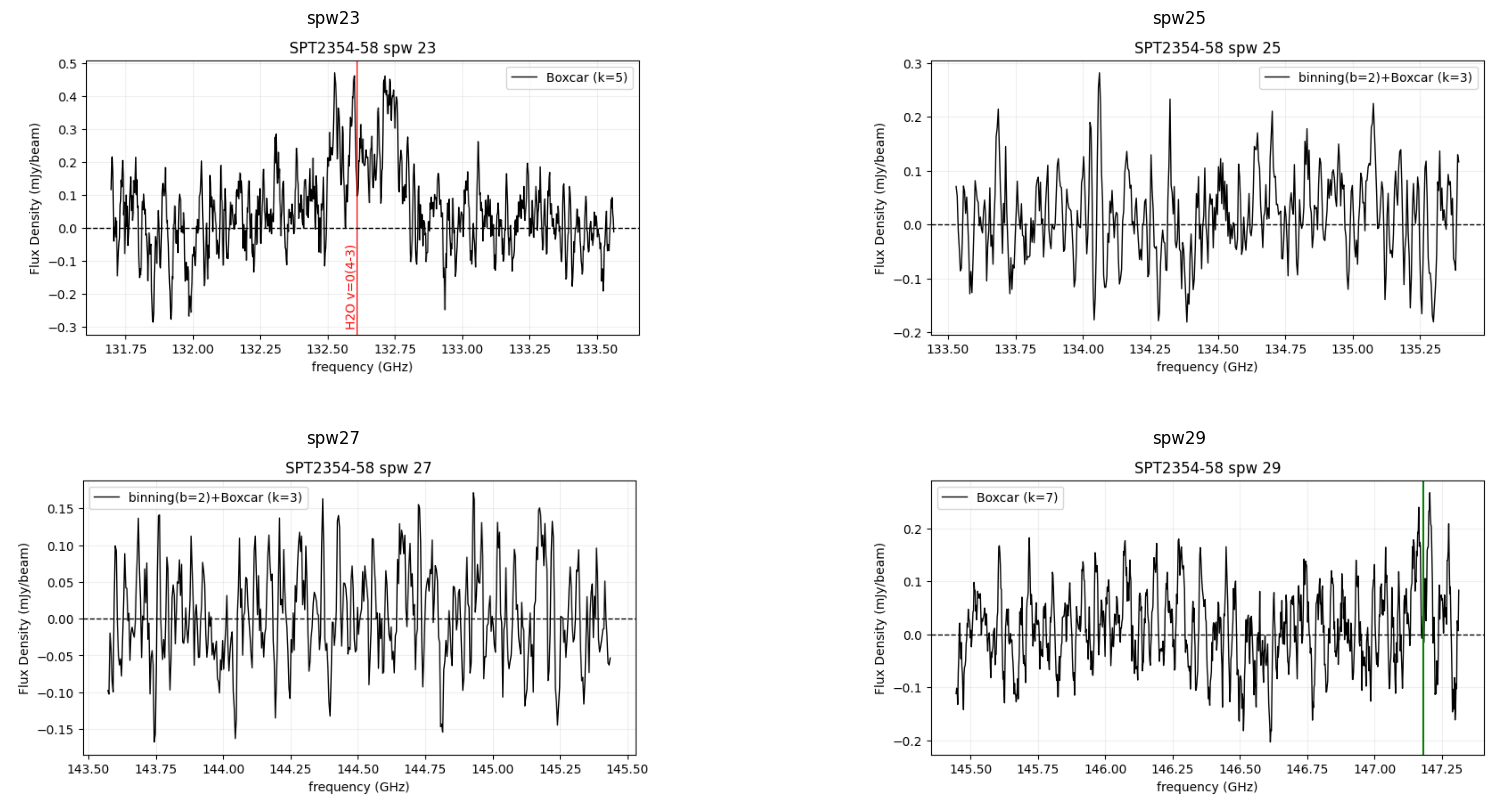 spw23
SPT2354-58 spw 23
Boxcar (k=5)
0.5
0.4
0.3
0.2
0.1
0.0
−0.1
−0.2
−0.3
Flux Density (mJy/beam)
H2O v=0(4-3)
131.75 132.00 132.25 132.50 132.75 133.00 133.25 133.50
frequency (GHz)
spw25
SPT2354-58 spw 25
binning(b=2)+Boxcar (k=3)
0.3
0.2
0.1
0.0
−0.1
−0.2
Flux Density (mJy/beam)
133.50 133.75 134.00 134.25 134.50 134.75 135.00 135.25
frequency (GHz)
spw27
SPT2354-58 spw 27
binning(b=2)+Boxcar (k=3)
0.15
0.10
0.05
0.00
−0.05
−0.10
−0.15
Flux Density (mJy/beam)
143.50 143.75 144.00 144.25 144.50 144.75 145.00 145.25 145.50
frequency (GHz)
spw29
SPT2354-58 spw 29
Boxcar (k=7)
0.2
0.1
0.0
−0.1
−0.2
Flux Density (mJy/beam)
145.50 145.75 146.00 146.25 146.50 146.75 147.00 147.25
frequency (GHz)